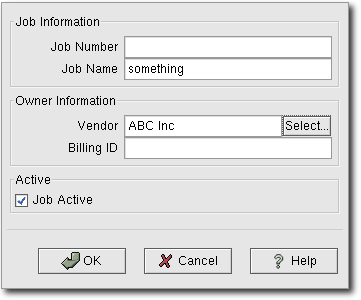 Job Information
Job Number
Job Name something
Owner Information
Vendor ABC Inc Select...
Billing ID
Active
Job Active
OK Cancel Help